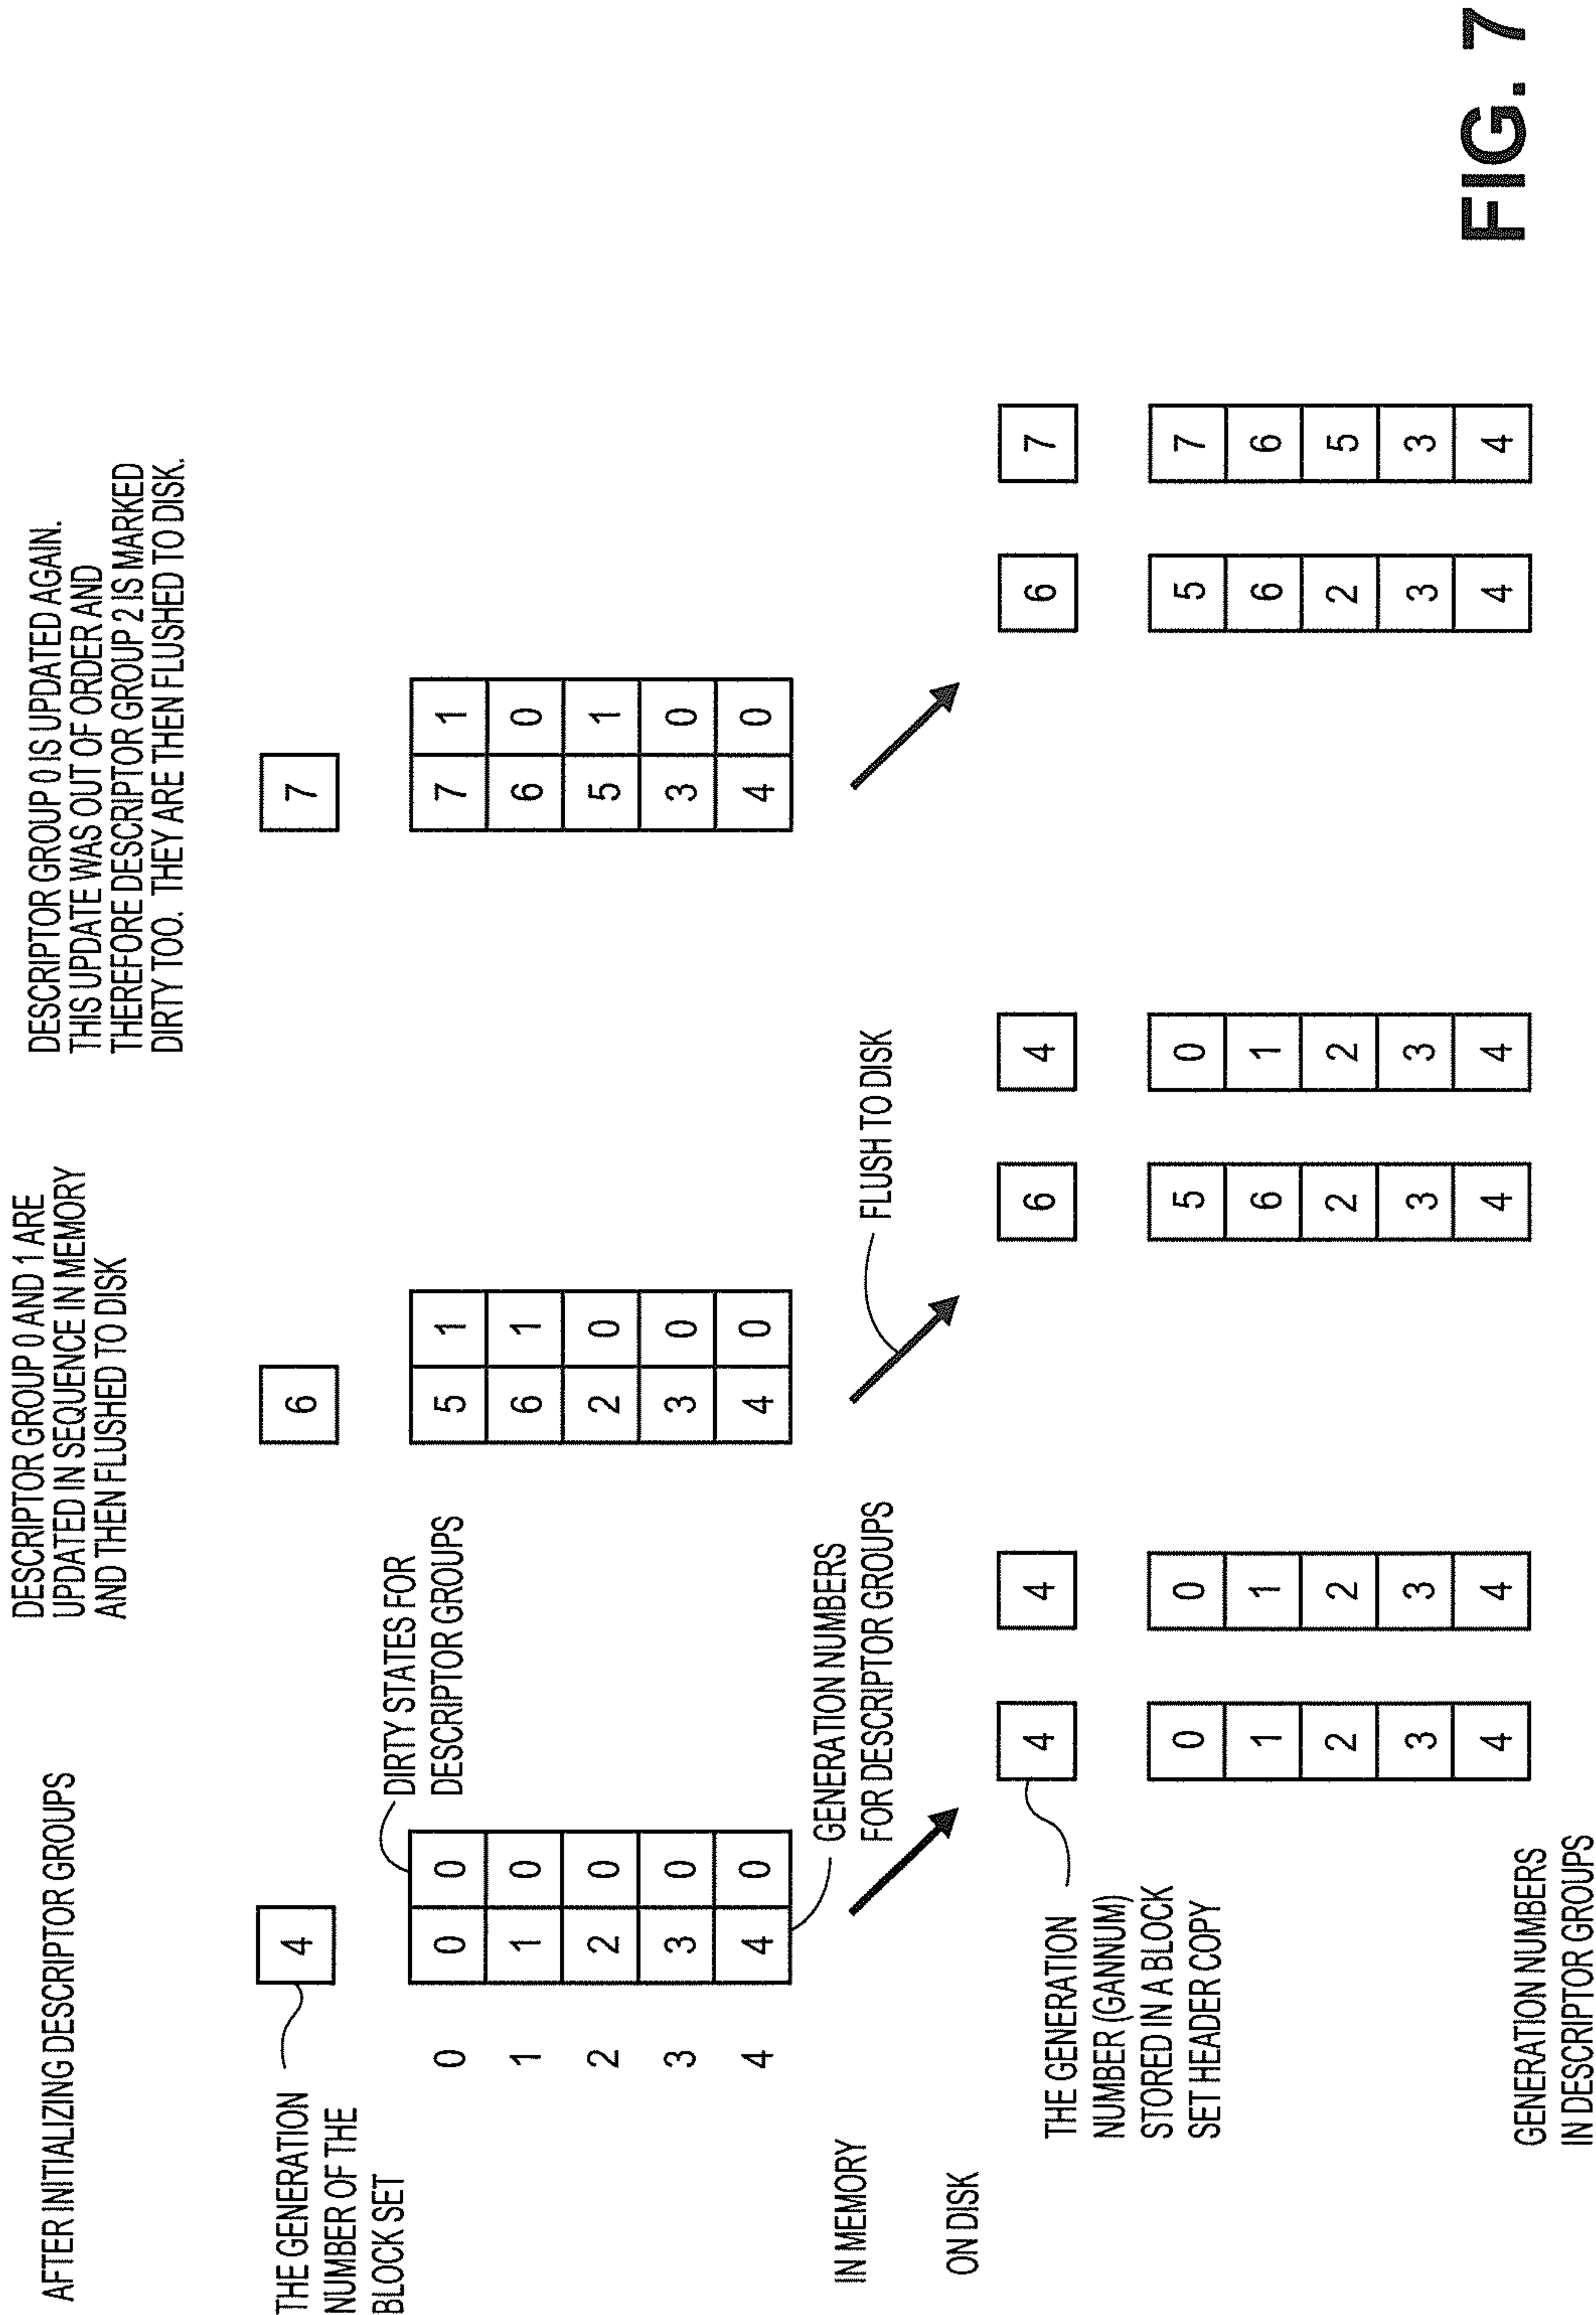 AFTER INITIALIZING DESCRIPTOR GROUPS
DESCRIPTOR GROUP 0 AND 1 ARE
UPDATED IN SEQUENCE IN MEMORY
AND THEN FLUSHED TO DISK
DESCRIPTOR GROUP 0 IS UPDATED AGAIN.
THIS UPDATE WAS OUT OF ORDER AND
THEREFORE DESCRIPTOR GROUP 2 IS MARKED
DIRTY TOO. THEY ARE THEN FLUSHED TO DISK.
THE GENERATION
NUMBER OF THE
BLOCK SET
4
6
7
DIRTY STATES FOR
DESCRIPTOR GROUPS
0 0 0 5 1 7 1
1 1 0 6 1 6 0
2 2 0 2 0 5 1
3 3 0 3 0 3 0
4 4 0 4 0 4 0
GENERATION NUMBERS
FOR DESCRIPTOR GROUPS
IN MEMORY
FLUSH TO DISK
ON DISK
THE GENERATION
NUMBER (GANNUM)
STORED IN A BLOCK
SET HEADER COPY
4 4 6 4 6 7
0 0 5 0 5 7
1 1 6 1 6 6
2 2 2 2 2 5
3 3 3 3 3 3
4 4 4 4 4 4
GENERATION NUMBERS
IN DESCRIPTOR GROUPS
FIG. 7